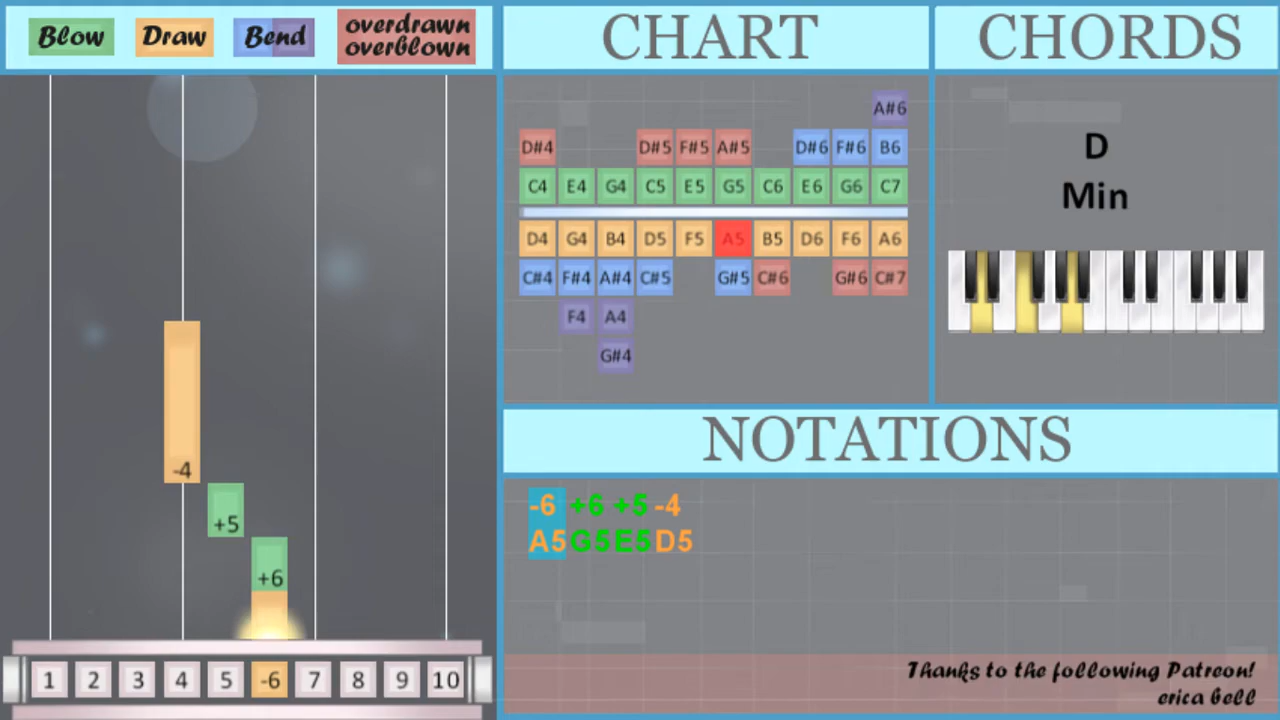 Blow Draw Bend overdrawn
overblown
CHART
CHORDS
A#6
D#4 D#5 F#5 A#5 D#6 F#6 B6
C4 E4 G4 C5 E5 G5 C6 E6 G6 C7
D4 G4 B4 D5 F5 A5 B5 D6 F6 A6
C#4 F#4 A#4 C#5 G#5 C#6 G#6 C#7
F4 A4
G#4
D
Min
-4
+5
+6
1 2 3 4 5 -6 7 8 9 10
NOTATIONS
-6 +6 +5 -4
A5 G5 E5 D5
Thanks to the following Patreon!
erica bell